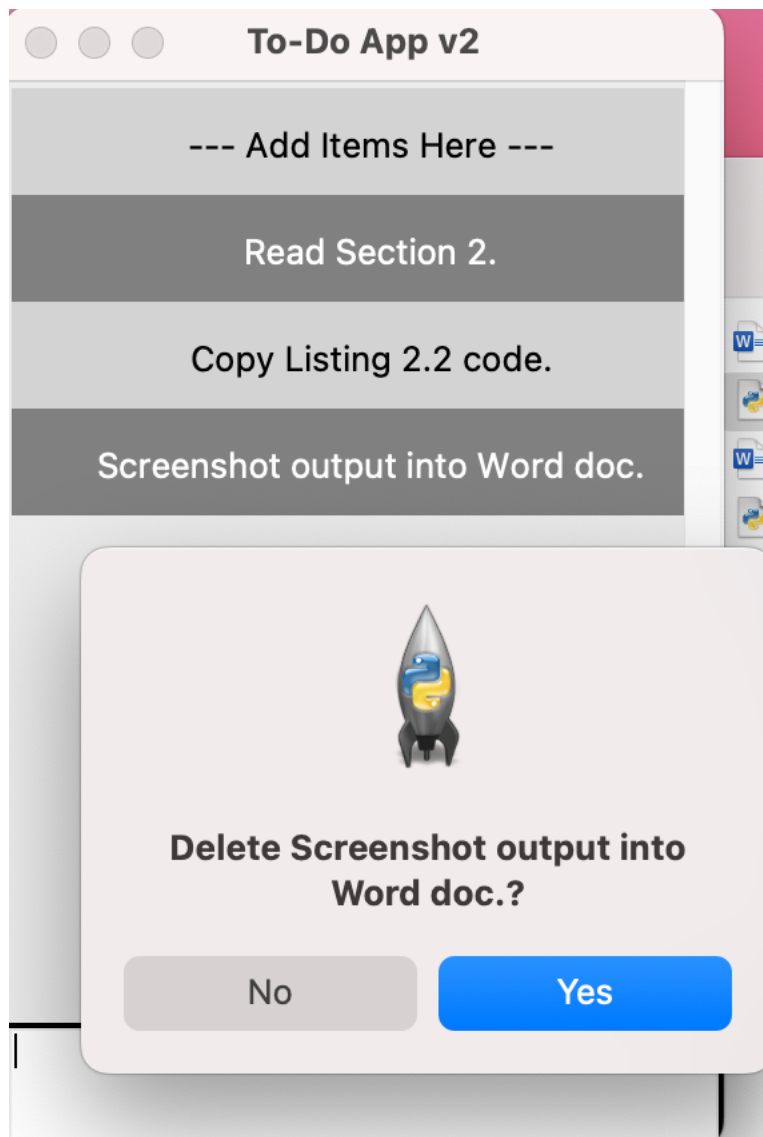 To-Do App v2
--- Add Items Here ---
Read Section 2.
Copy Listing 2.2 code.
Screenshot output into Word doc.
Delete Screenshot output into
Word doc.?
No
Yes
W
W